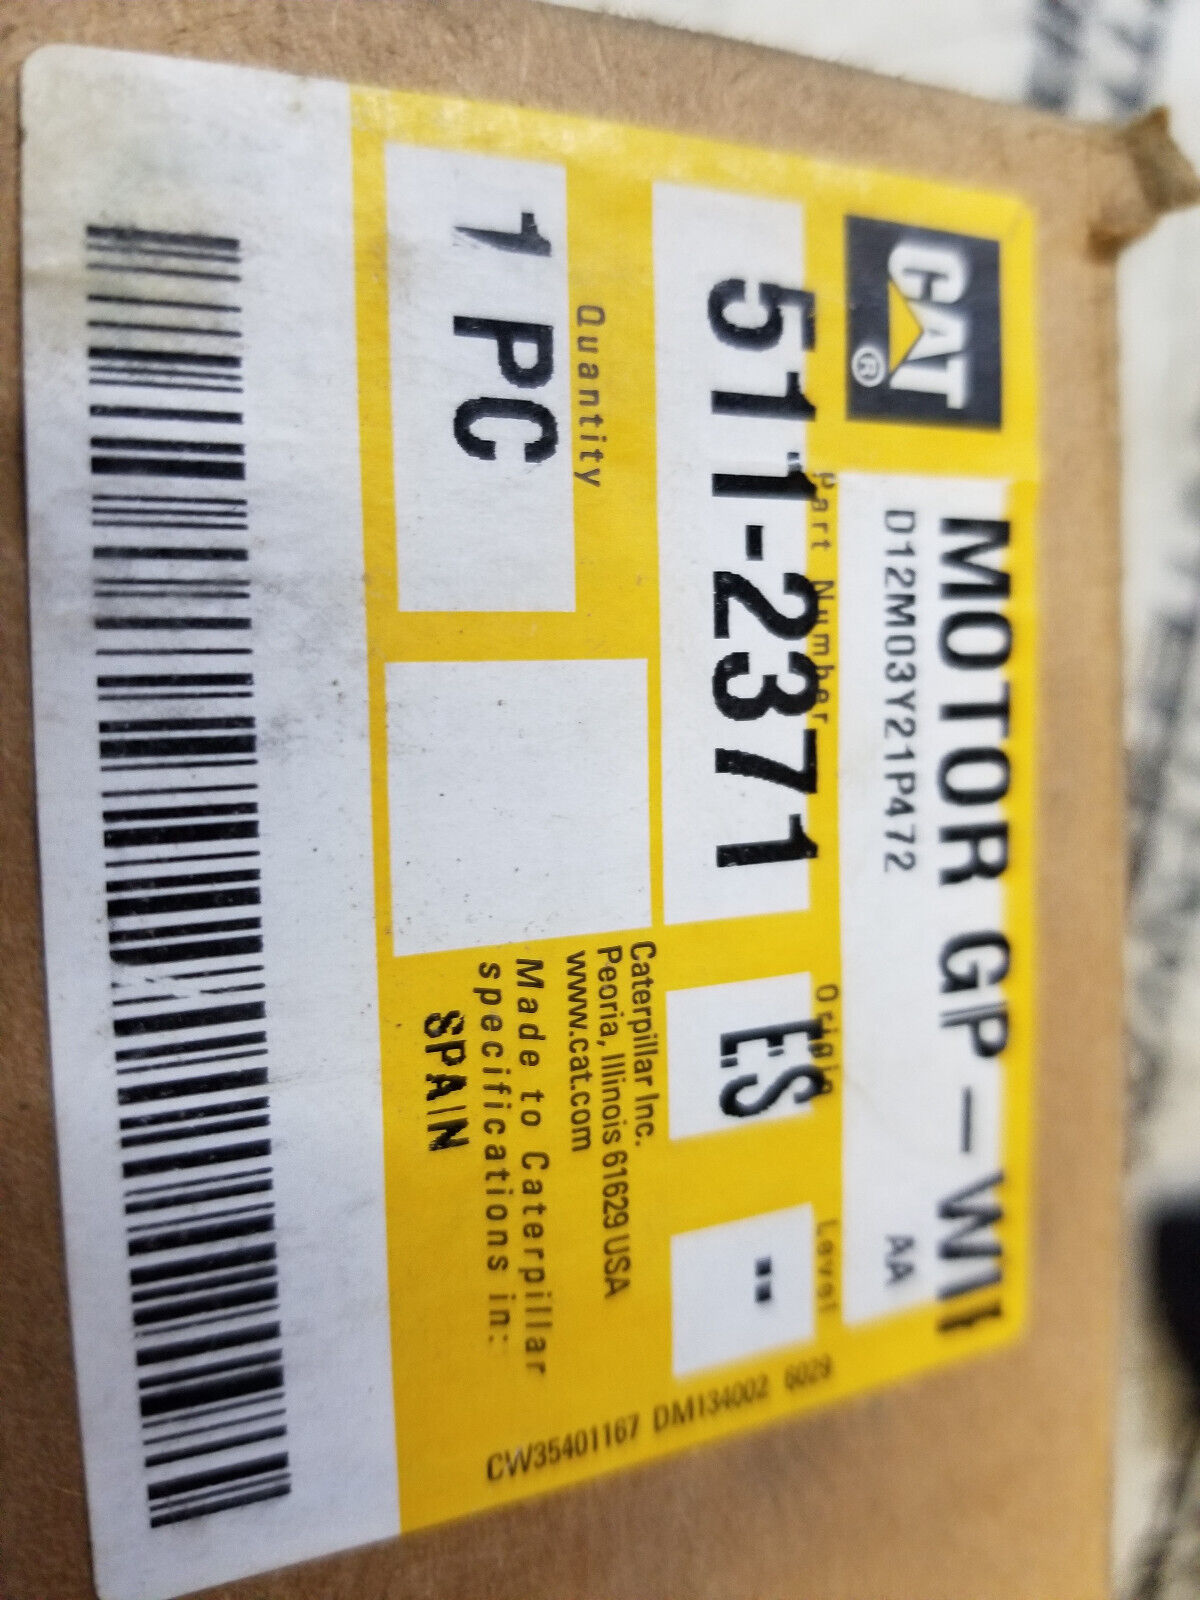 CAT®
MOTOR GP-WI
D12M03Y21P472 AA
Part Number
511-2371
Origin
ES
Level
--
Quantity
1 PC
Caterpillar Inc.
Peoria, Illinois 61629 USA
www.cat.com
Made to Caterpillar
specifications in:
SPAIN
CW35401167 DM134002 6029